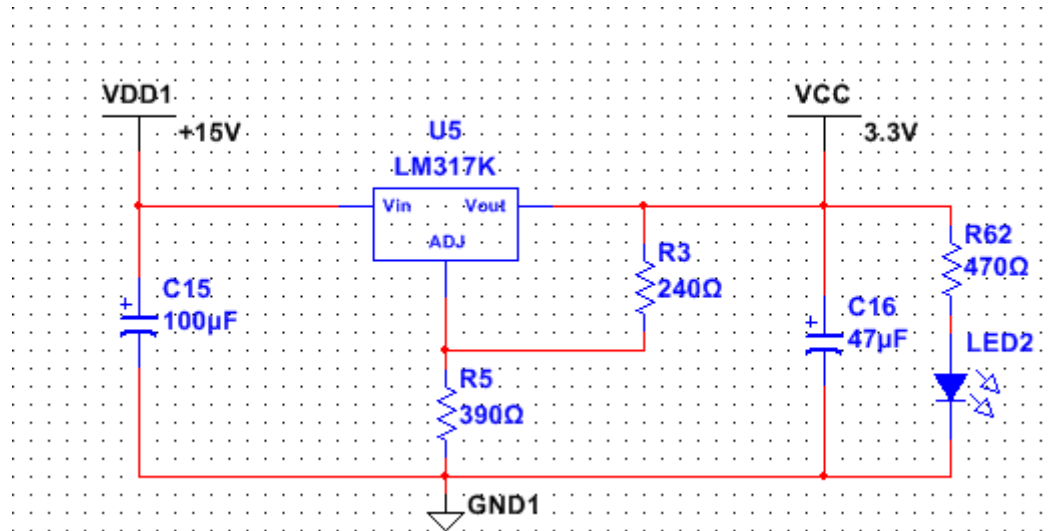 VDD1
+15V
VCC
3.3V
U5
LM317K
Vin
Vout
ADJ
R3
240Ω
R62
470Ω
C15
100µF
+
C16
47µF
+
LED2
R5
390Ω
GND1